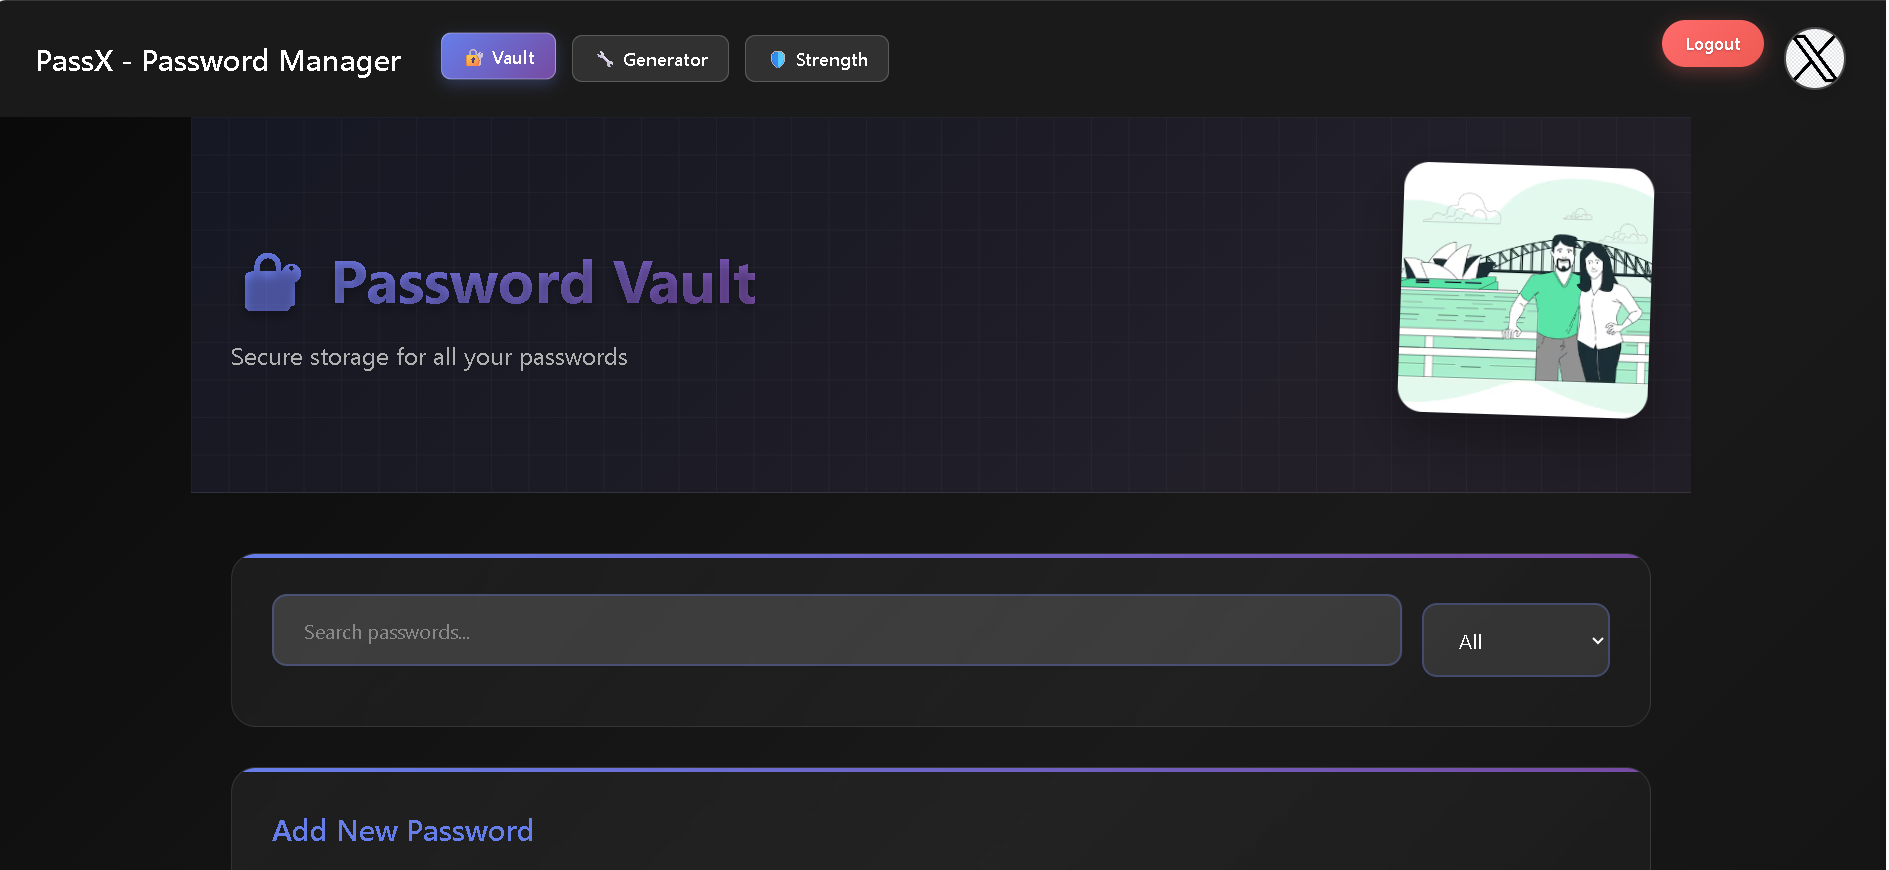 PassX - Password Manager
Vault
Generator
Strength
Logout
Password Vault
Secure storage for all your passwords
Search passwords...
All
Add New Password